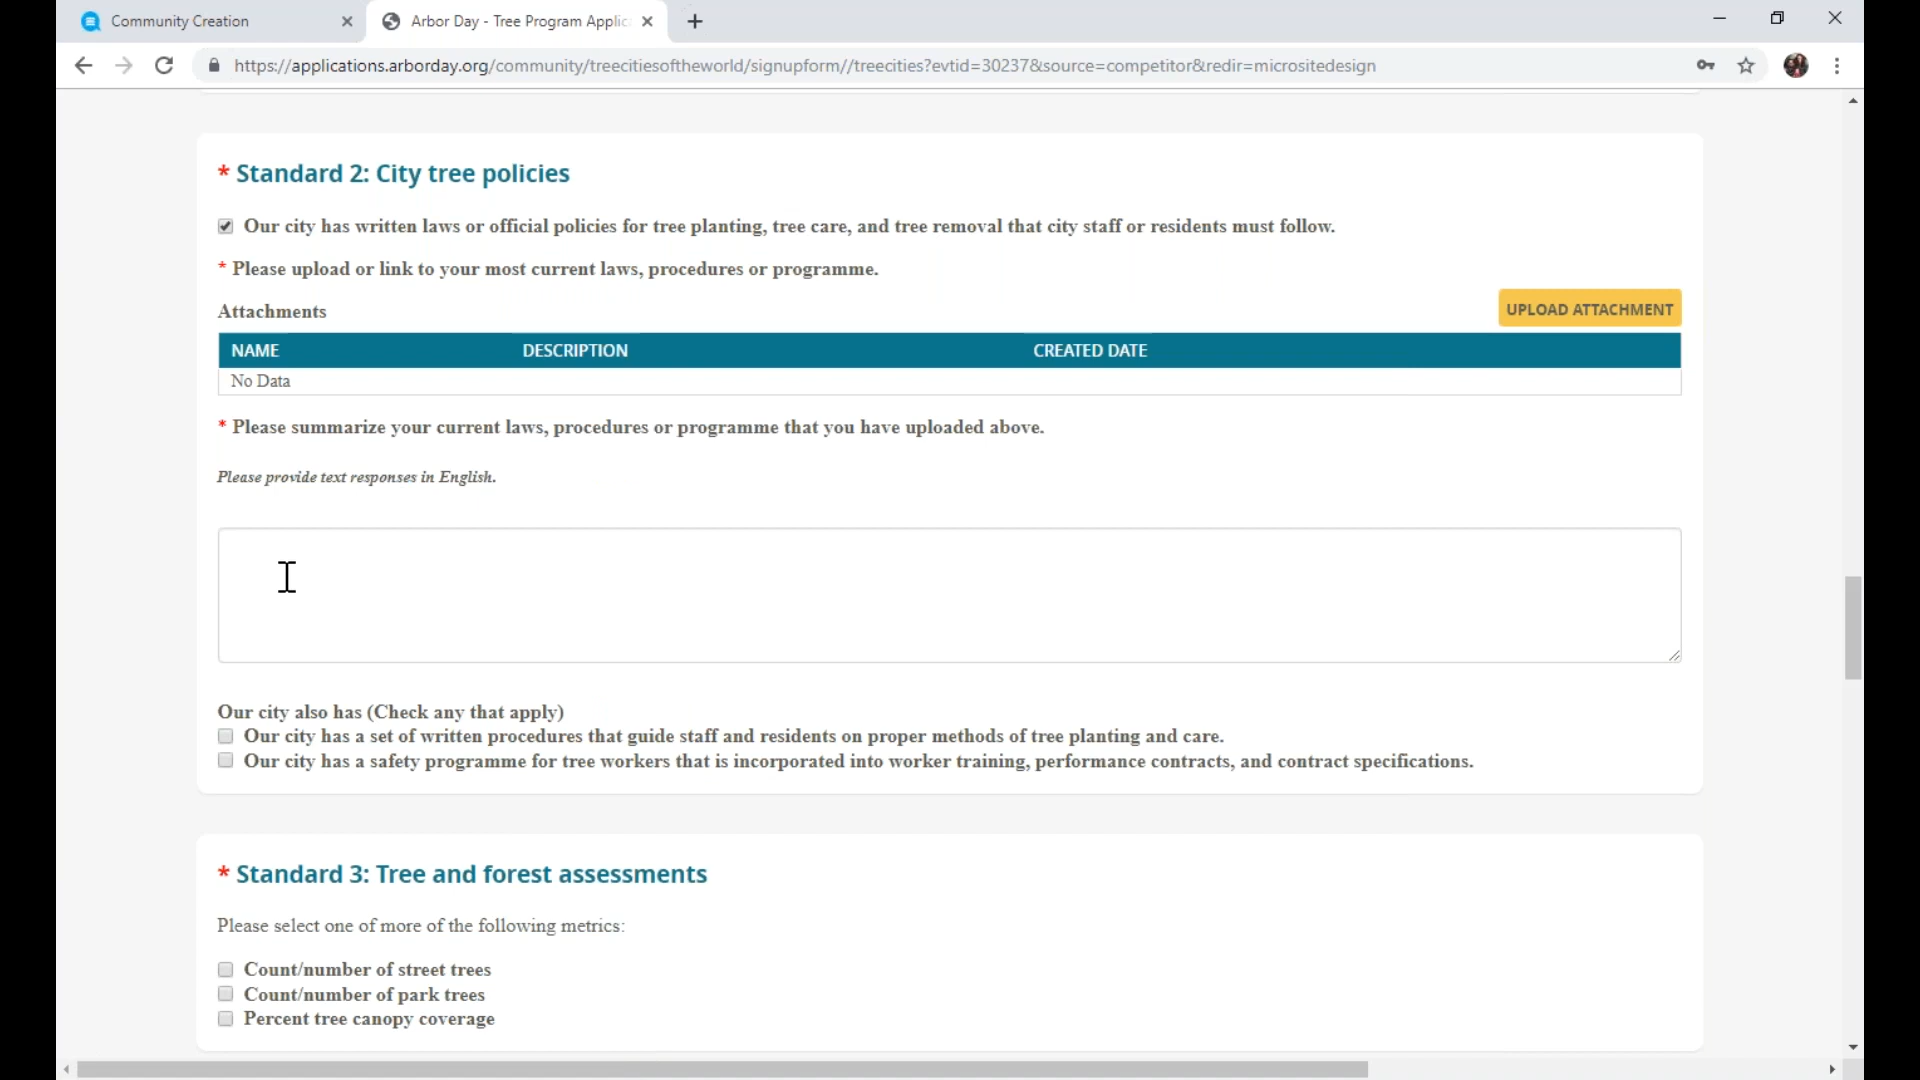 Community Creation
Arbor Day - Tree Program Applic
https://applications.arborday.org/community/treecitiesoftheworld/signupform//treecities?evtid=30237&source=competitor&redir=micrositedesign
* Standard 2: City tree policies
Our city has written laws or official policies for tree planting, tree care, and tree removal that city staff or residents must follow.
* Please upload or link to your most current laws, procedures or programme.
Attachments
UPLOAD ATTACHMENT
NAME DESCRIPTION CREATED DATE
No Data
* Please summarize your current laws, procedures or programme that you have uploaded above.
Please provide text responses in English.
Our city also has (Check any that apply)
Our city has a set of written procedures that guide staff and residents on proper methods of tree planting and care.
Our city has a safety programme for tree workers that is incorporated into worker training, performance contracts, and contract specifications.
* Standard 3: Tree and forest assessments
Please select one of more of the following metrics:
Count/number of street trees
Count/number of park trees
Percent tree canopy coverage